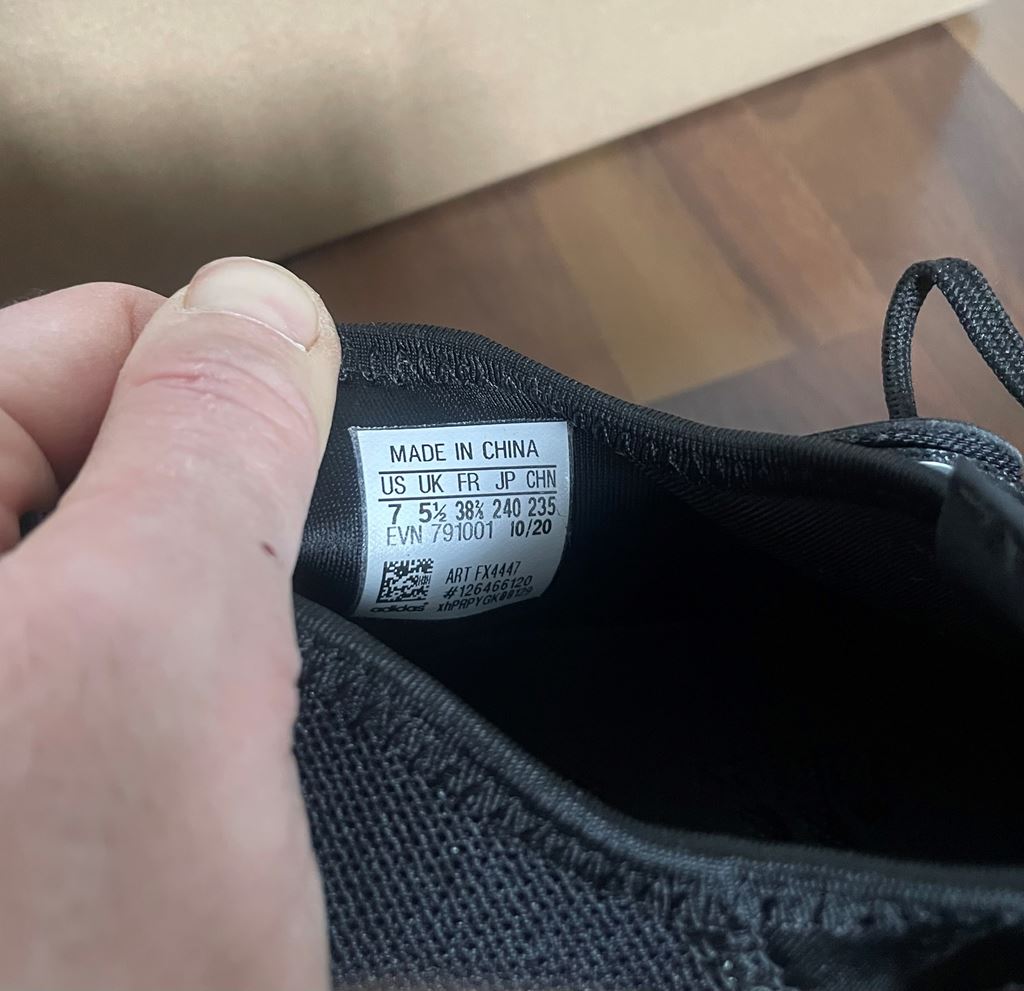 MADE IN CHINA
US UK FR JP CHN
7 5½ 38⅔ 240 235
EVN 791001 10/20
ART FX4447
#126466120
adidas